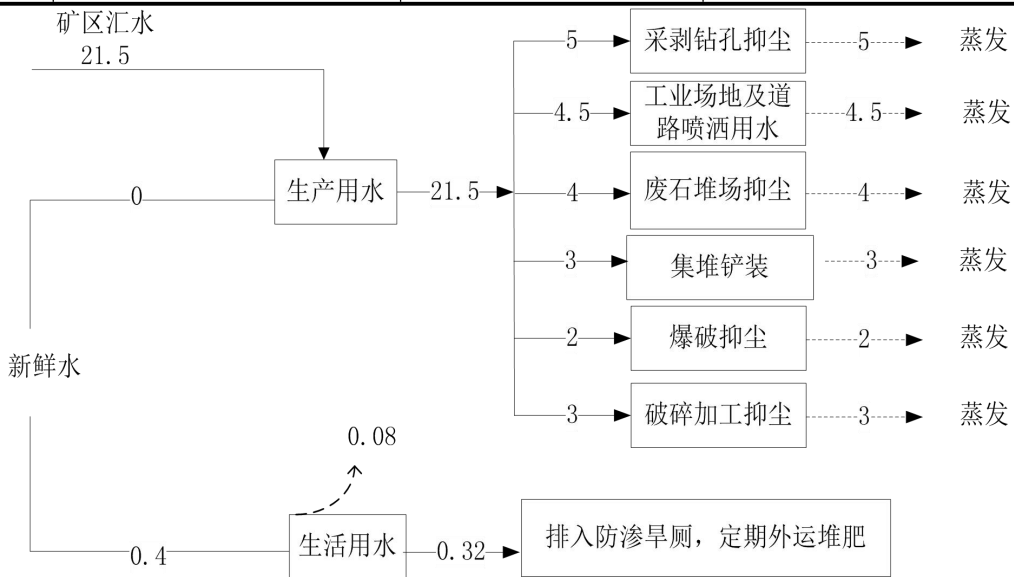 矿区汇水
21.5
5
采剥钻孔抑尘
5
蒸发
4.5
工业场地及道
路喷洒用水
4.5
蒸发
0
生产用水
21.5
4
废石堆场抑尘
4
蒸发
3
集堆铲装
3
蒸发
2
爆破抑尘
2
蒸发
新鲜水
3
破碎加工抑尘
3
蒸发
0.08
0.4
生活用水
0.32
排入防渗旱厕，定期外运堆肥